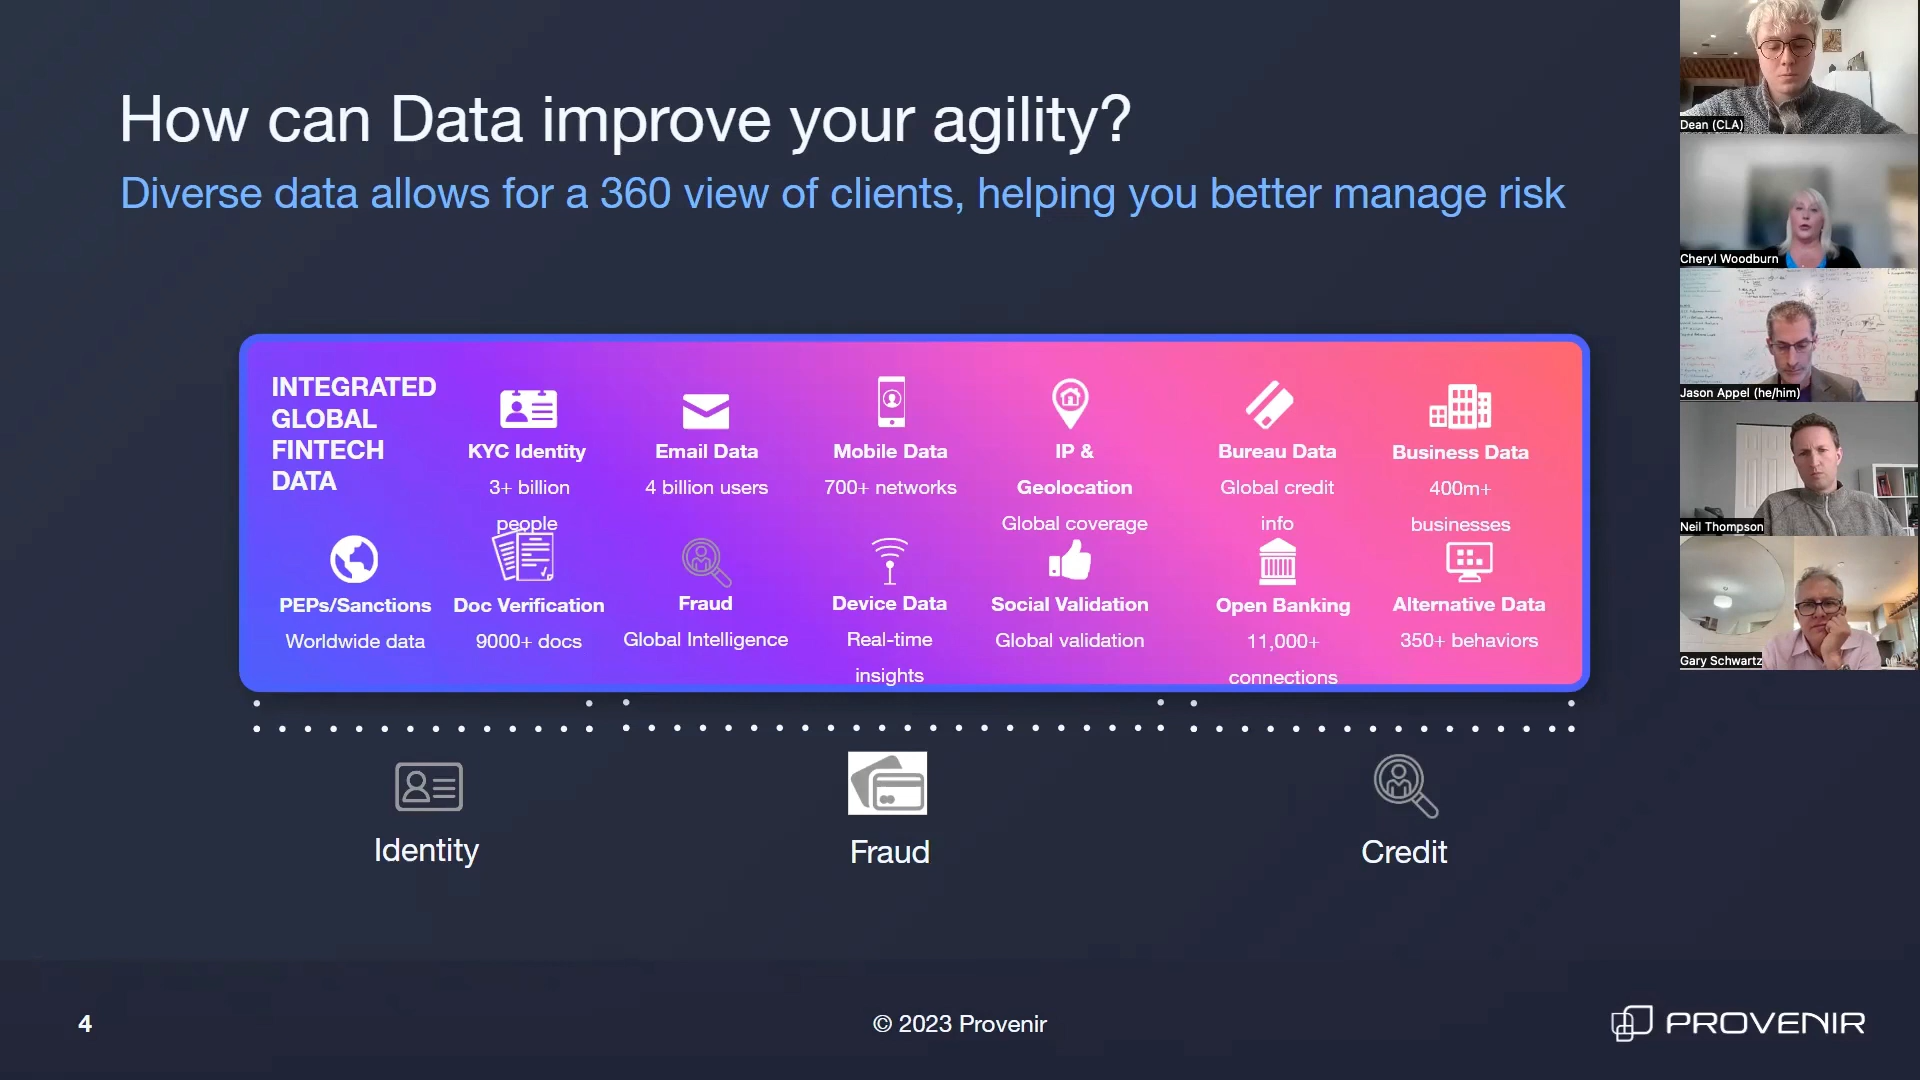 How can Data improve your agility?
Diverse data allows for a 360 view of clients, helping you better manage risk
INTEGRATED
GLOBAL
FINTECH
DATA
KYC Identity
3+ billion
people
Email Data
4 billion users
Mobile Data
700+ networks
IP &
Geolocation
Global coverage
Bureau Data
Global credit
info
Business Data
400m+
businesses
PEPs/Sanctions
Worldwide data
Doc Verification
9000+ docs
Fraud
Global Intelligence
Device Data
Real-time
insights
Social Validation
Global validation
Open Banking
11,000+
connections
Alternative Data
350+ behaviors
Identity
Fraud
Credit
4
© 2023 Provenir
PROVENIR
Dean (CLA)
Cheryl Woodburn
Jason Appel (he/him)
Neil Thompson
Gary Schwartz